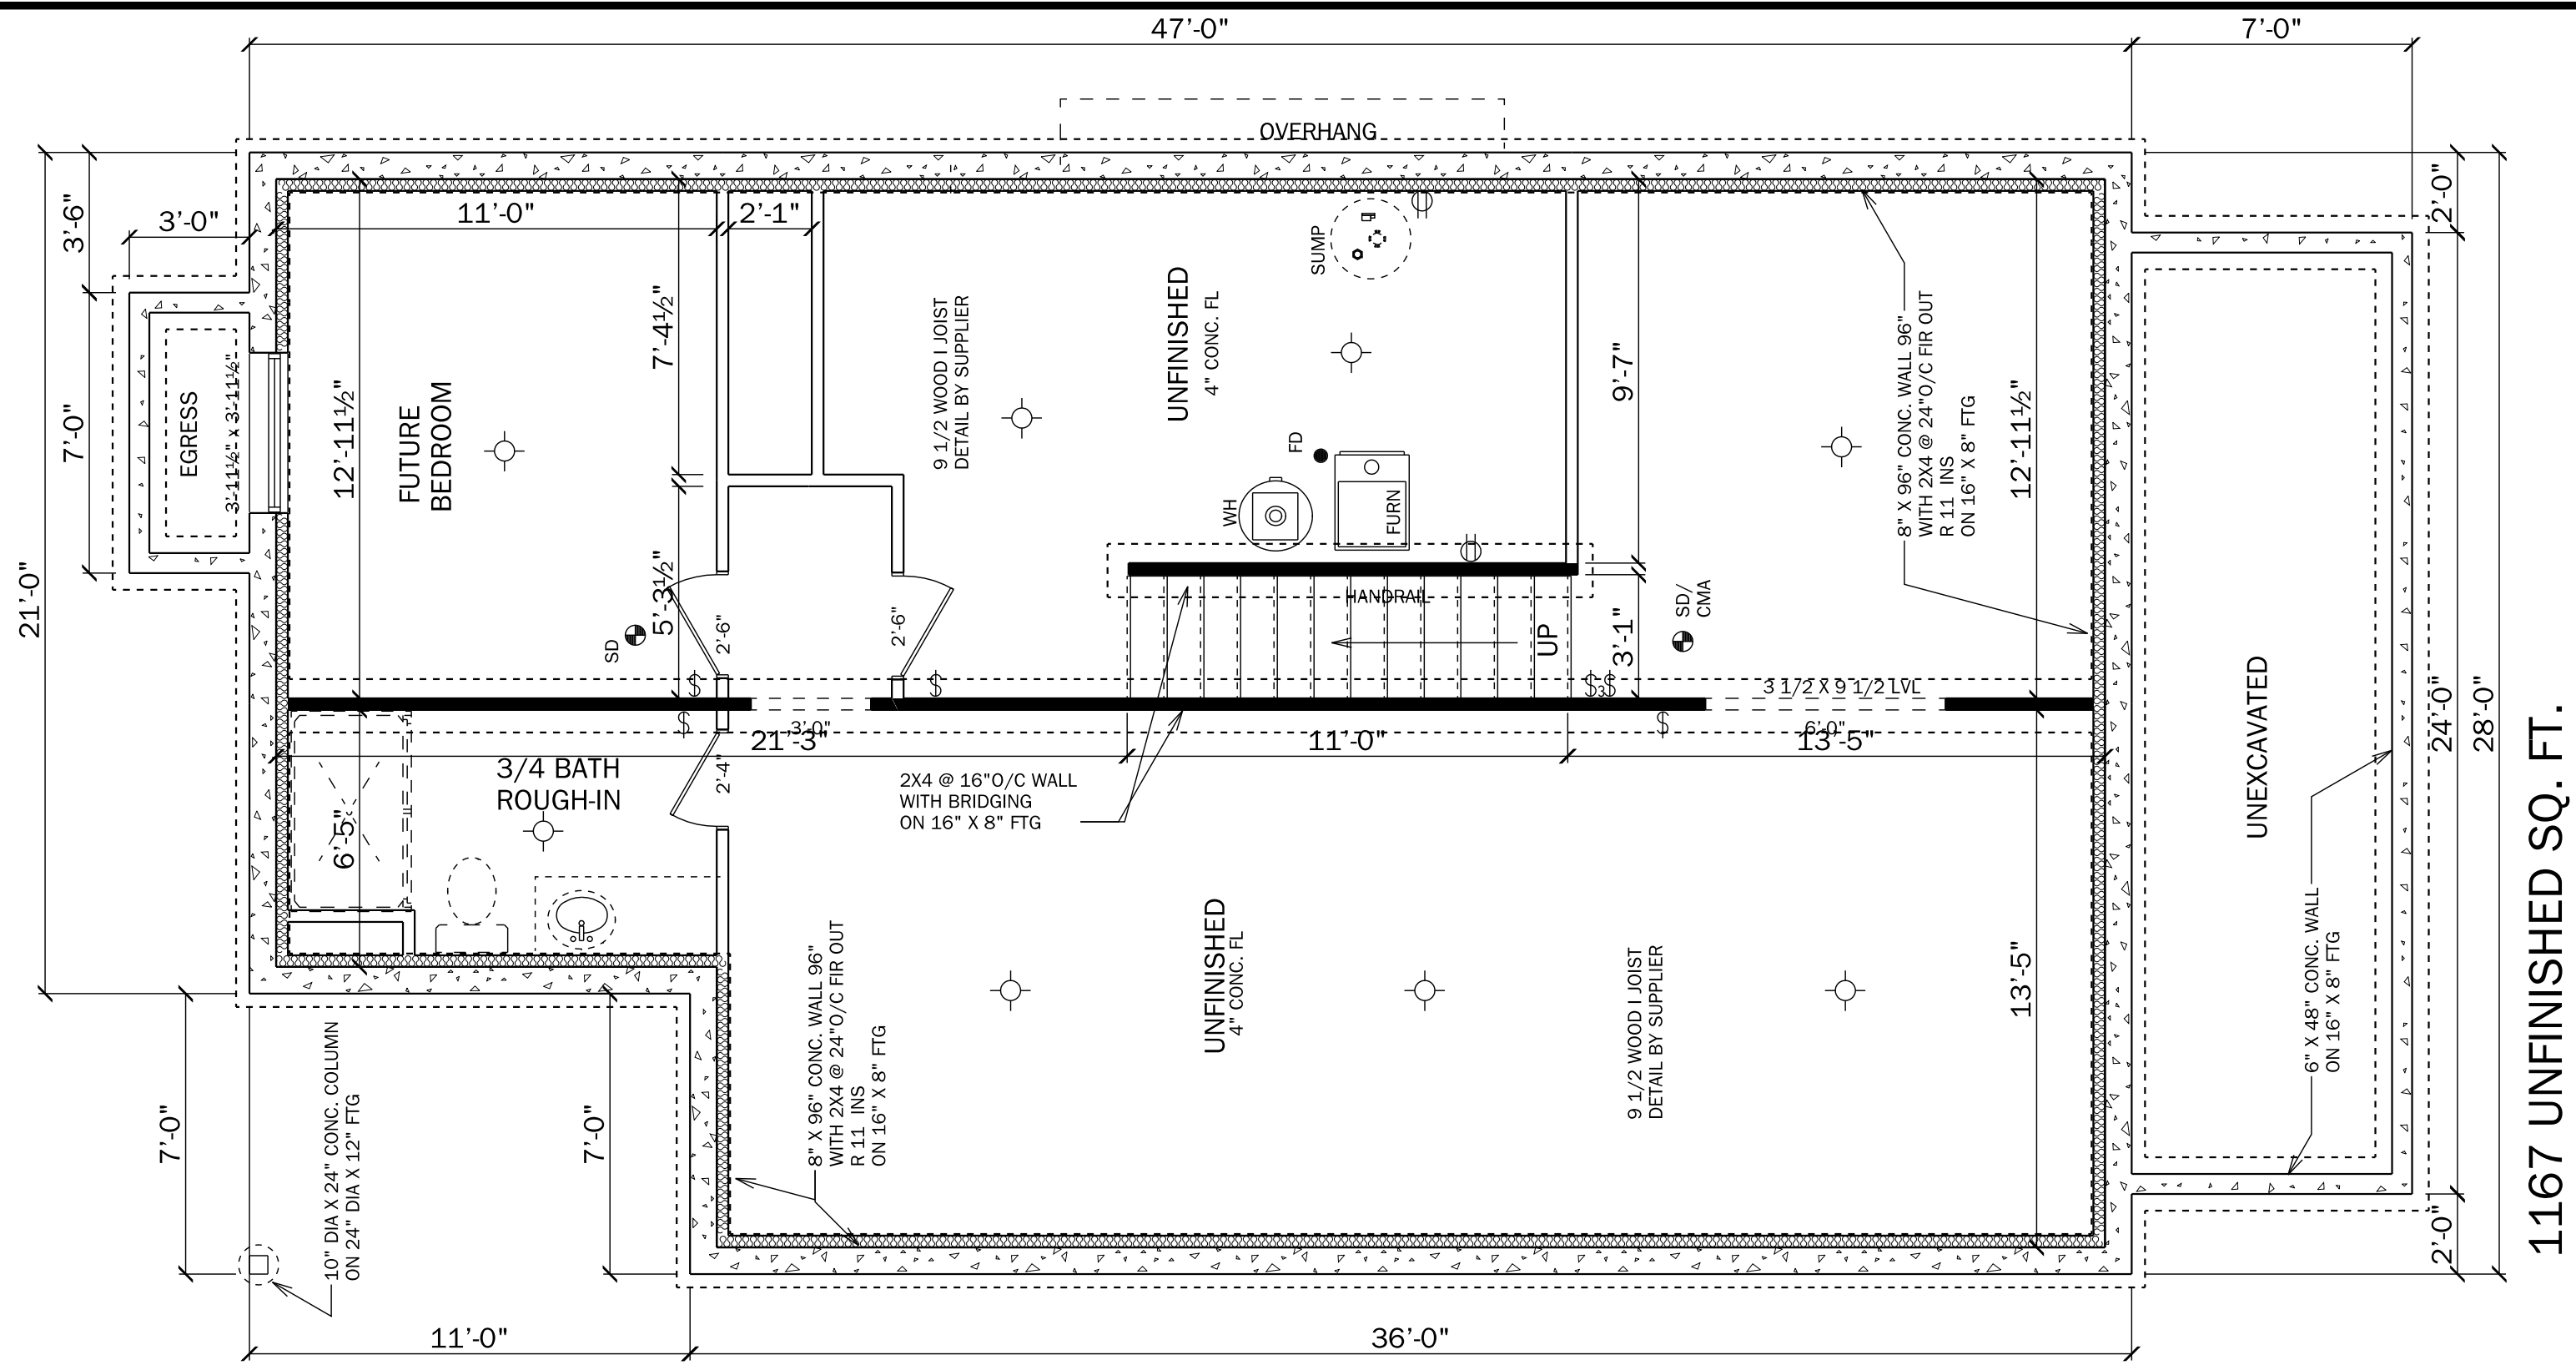 47'-0"
7'-0"
OVERHANG
3'-6"
3'-0"
11'-0"
2'-1"
2'-0"
SUMP
7'-4½"
9 1/2 WOOD I JOIST
DETAIL BY SUPPLIER
UNFINISHED
4" CONC. FL
9'-7"
8" X 96" CONC. WALL 96"
WITH 2X4 @ 24"O/C FIR OUT
R 11 INS
ON 16" X 8" FTG
12'-11½"
7'-0"
EGRESS
3'-11½" x 3'-11½"
12'-11½"
FUTURE
BEDROOM
FD
WH
FURN
21'-0"
5'-3½"
SD
2'-6"
2'-6"
HANDRAIL
UP
3'-1"
SD/
CMA
$
$
$3$
3 1/2 X 9 1/2 LVL
$
$
3'-0"
6'-0"
21'-3"
11'-0"
13'-5"
UNEXCAVATED
24'-0"
28'-0"
3/4 BATH
ROUGH-IN
2'-4"
2X4 @ 16"O/C WALL
WITH BRIDGING
ON 16" X 8" FTG
6'-5"
UNFINISHED
4" CONC. FL
8" X 96" CONC. WALL 96"
WITH 2X4 @ 24"O/C FIR OUT
R 11 INS
ON 16" X 8" FTG
9 1/2 WOOD I JOIST
DETAIL BY SUPPLIER
13'-5"
6" X 48" CONC. WALL
ON 16" X 8" FTG
7'-0"
10" DIA X 24" CONC. COLUMN
ON 24" DIA X 12" FTG
7'-0"
2'-0"
1167 UNFINISHED SQ. FT.
11'-0"
36'-0"